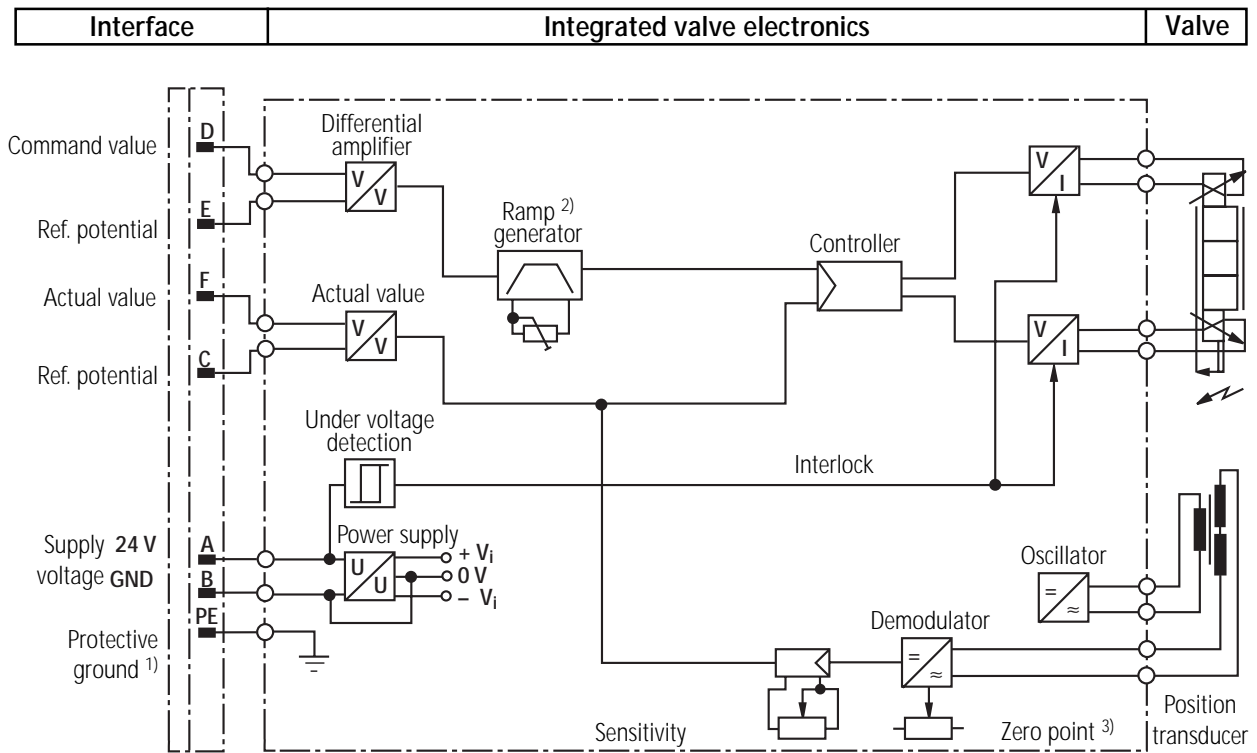 Interface
Integrated valve electronics
Valve
Command value
D
Differential
amplifier
V
V
V
I
E
Ref. potential
Ramp 2)
generator
Controller
F
Actual value
Actual value
V
V
V
I
C
Ref. potential
Under voltage
detection
Interlock
Supply 24 V
voltage GND
A
B
Power supply
U
U
+ Vi
0 V
– Vi
Oscillator
=
≈
PE
Protective
ground 1)
Demodulator
=
≈
Sensitivity
Zero point 3)
Position
transducer